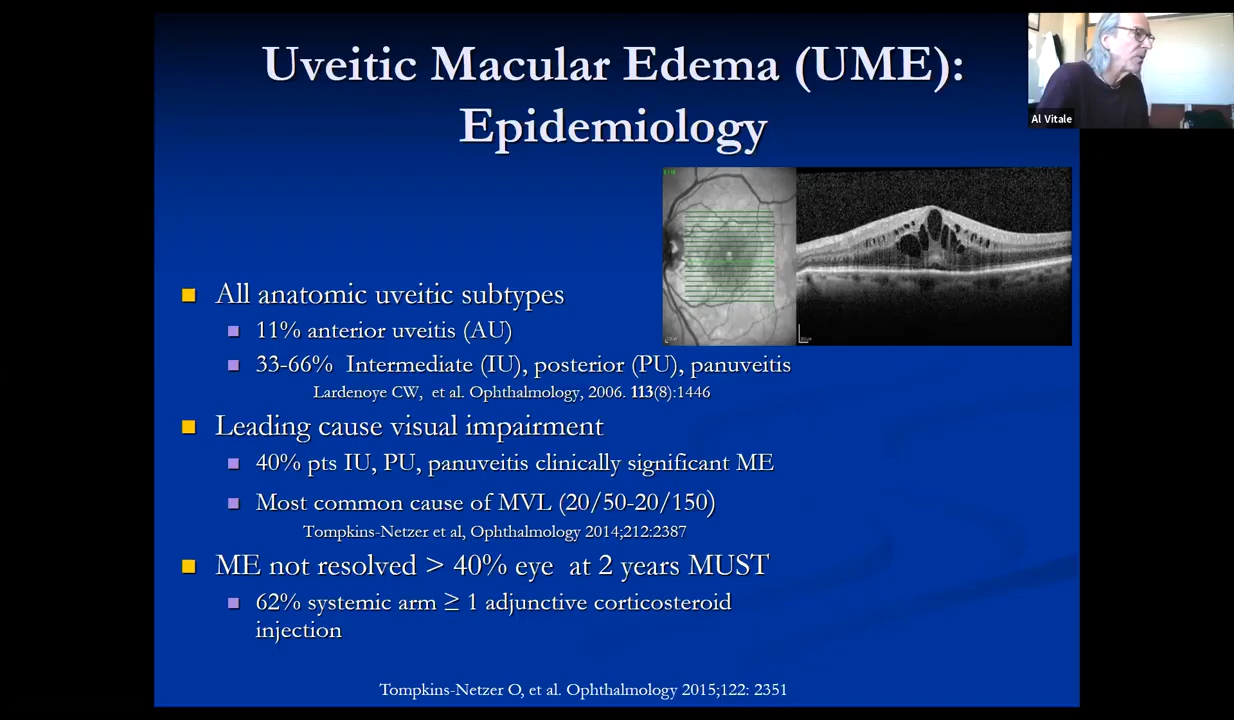 Uveitic Macular Edema (UME):
Epidemiology
Al Vitale
All anatomic uveitic subtypes
11% anterior uveitis (AU)
33-66% Intermediate (IU), posterior (PU), panuveitis
Lardenoye CW, et al. Ophthalmology, 2006. 113(8):1446
Leading cause visual impairment
40% pts IU, PU, panuveitis clinically significant ME
Most common cause of MVL (20/50-20/150)
Tompkins-Netzer et al, Ophthalmology 2014;212:2387
ME not resolved > 40% eye at 2 years MUST
62% systemic arm ≥ 1 adjunctive corticosteroid
injection
Tompkins-Netzer O, et al. Ophthalmology 2015;122: 2351